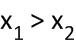 x₁ > x₂